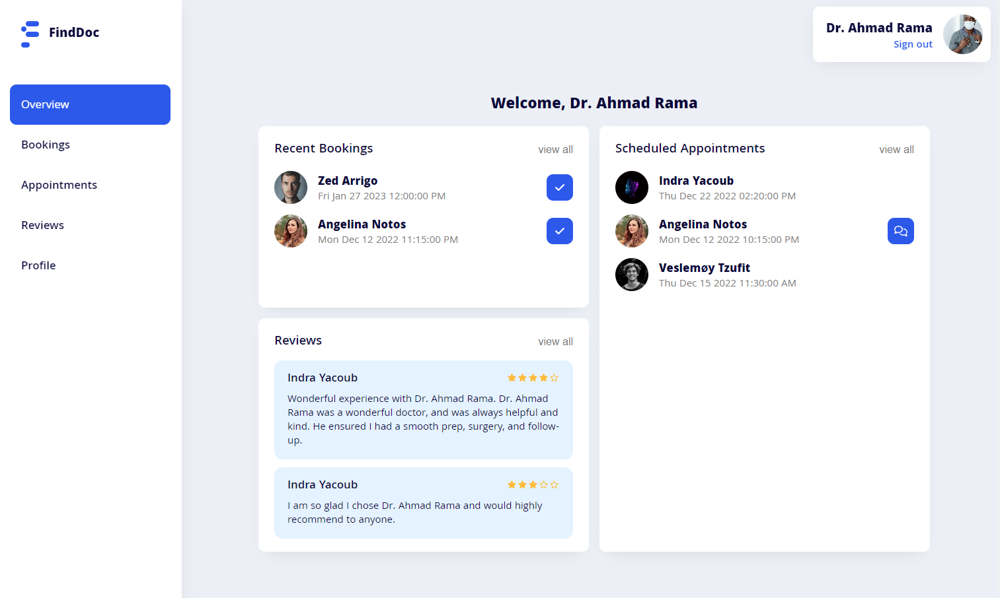 FindDoc
Overview
Bookings
Appointments
Reviews
Profile
Dr. Ahmad Rama
Sign out
Welcome, Dr. Ahmad Rama
Recent Bookings
view all
Zed Arrigo
Fri Jan 27 2023 12:00:00 PM
Angelina Notos
Mon Dec 12 2022 11:15:00 PM
Reviews
view all
Indra Yacoub
Wonderful experience with Dr. Ahmad Rama. Dr. Ahmad
Rama was a wonderful doctor, and was always helpful and
kind. He ensured I had a smooth prep, surgery, and follow-
up.
Indra Yacoub
I am so glad I chose Dr. Ahmad Rama and would highly
recommend to anyone.
Scheduled Appointments
view all
Indra Yacoub
Thu Dec 22 2022 02:20:00 PM
Angelina Notos
Mon Dec 12 2022 10:15:00 PM
Veslemøy Tzufit
Thu Dec 15 2022 11:30:00 AM